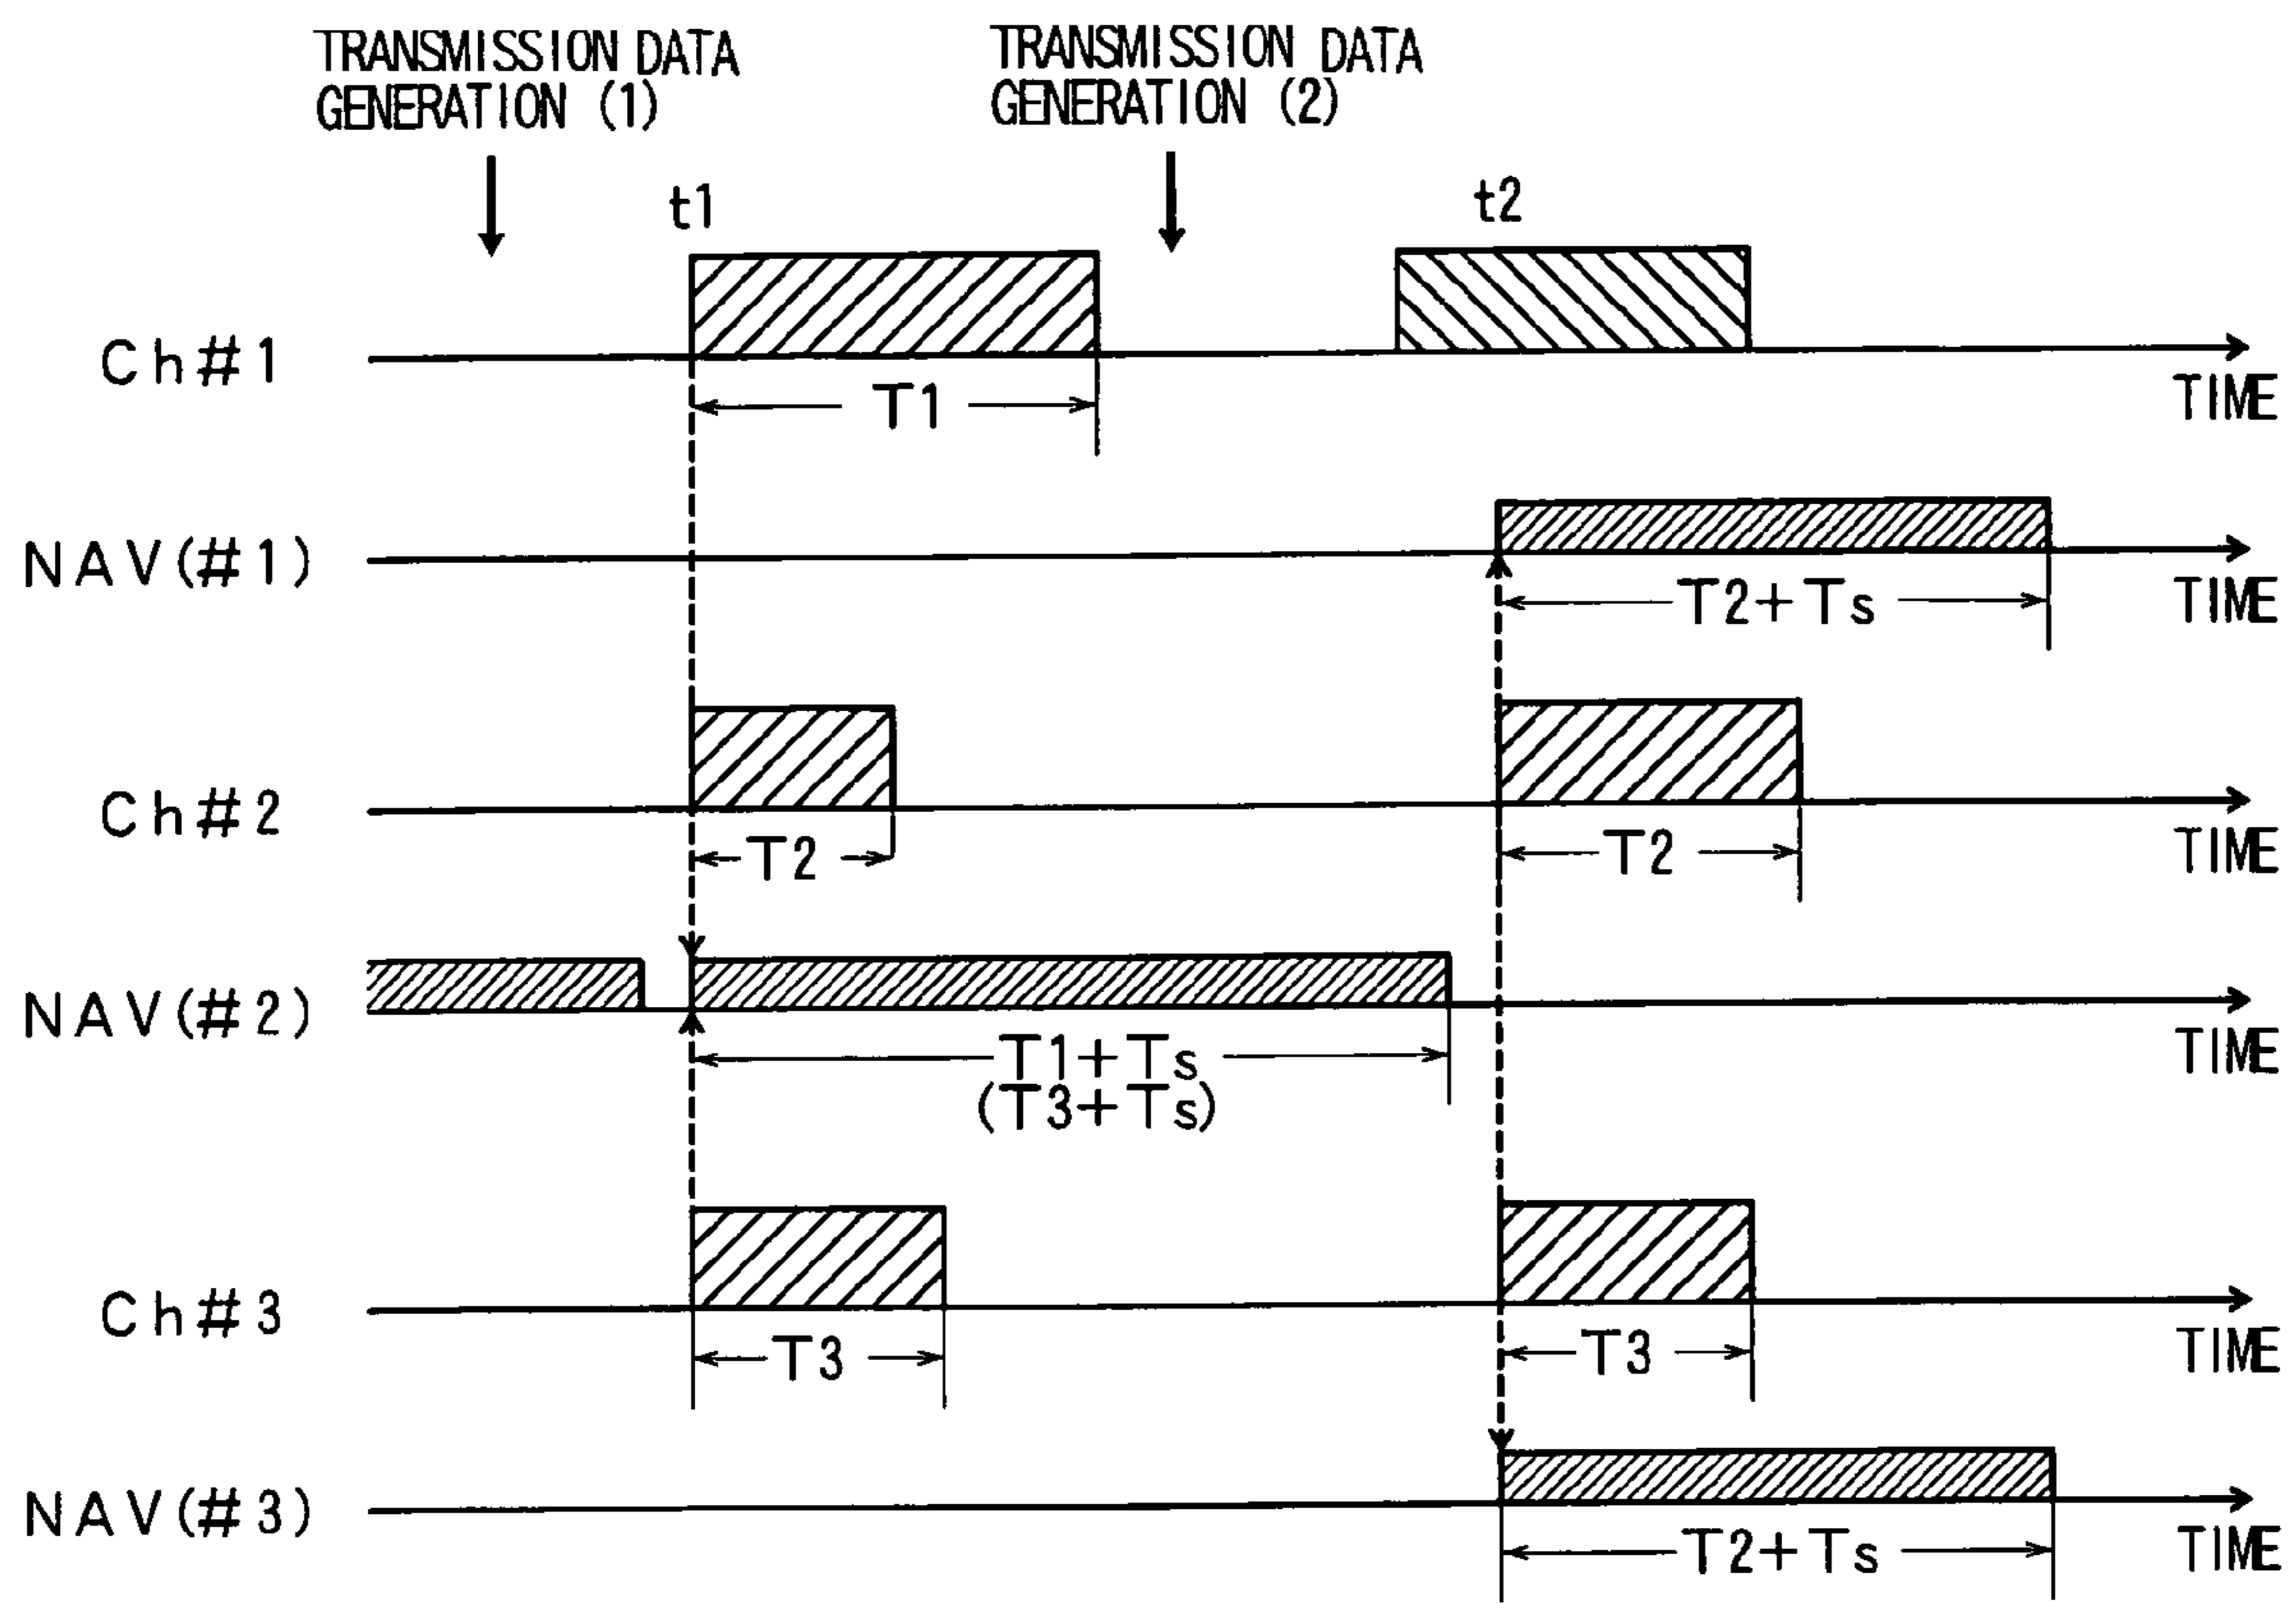 TRANSMISSION DATA
GENERATION (1)
TRANSMISSION DATA
GENERATION (2)
t1
t2
Ch#1
TIME
T1
NAV(#1)
TIME
T2+Ts
Ch#2
TIME
T2
T2
NAV(#2)
TIME
T1+Ts
(T3+Ts)
Ch#3
TIME
T3
T3
NAV(#3)
TIME
T2+Ts